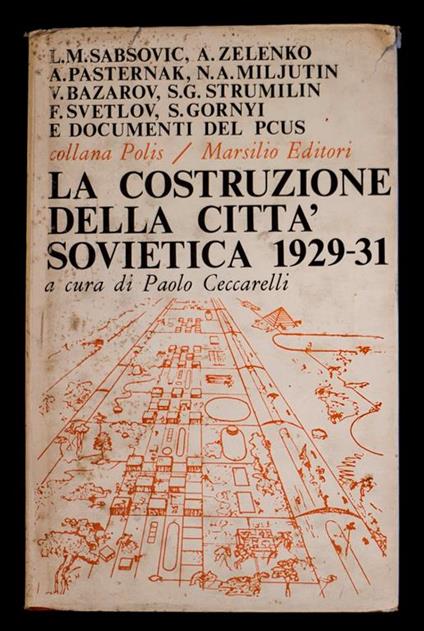 L.M.SABSOVIC, A.ZELENKO
A.PASTERNAK, N.A.MILJUTIN
V.BAZAROV, S.G.STRUMILIN
F.SVETLOV, S.GORNYI
E DOCUMENTI DEL PCUS
collana Polis / Marsilio Editori
LA COSTRUZIONE
DELLA CITTA'
SOVIETICA 1929-31
a cura di Paolo Ceccarelli